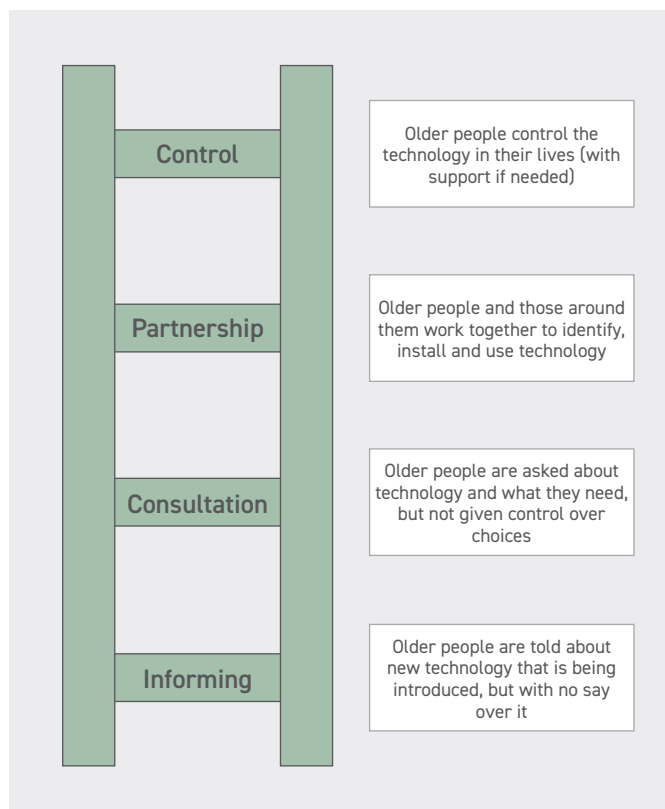 Control
Older people control the
technology in their lives (with
support if needed)
Partnership
Older people and those around
them work together to identify,
install and use technology
Consultation
Older people are asked about
technology and what they need,
but not given control over
choices
Informing
Older people are told about
new technology that is being
introduced, but with no say
over it